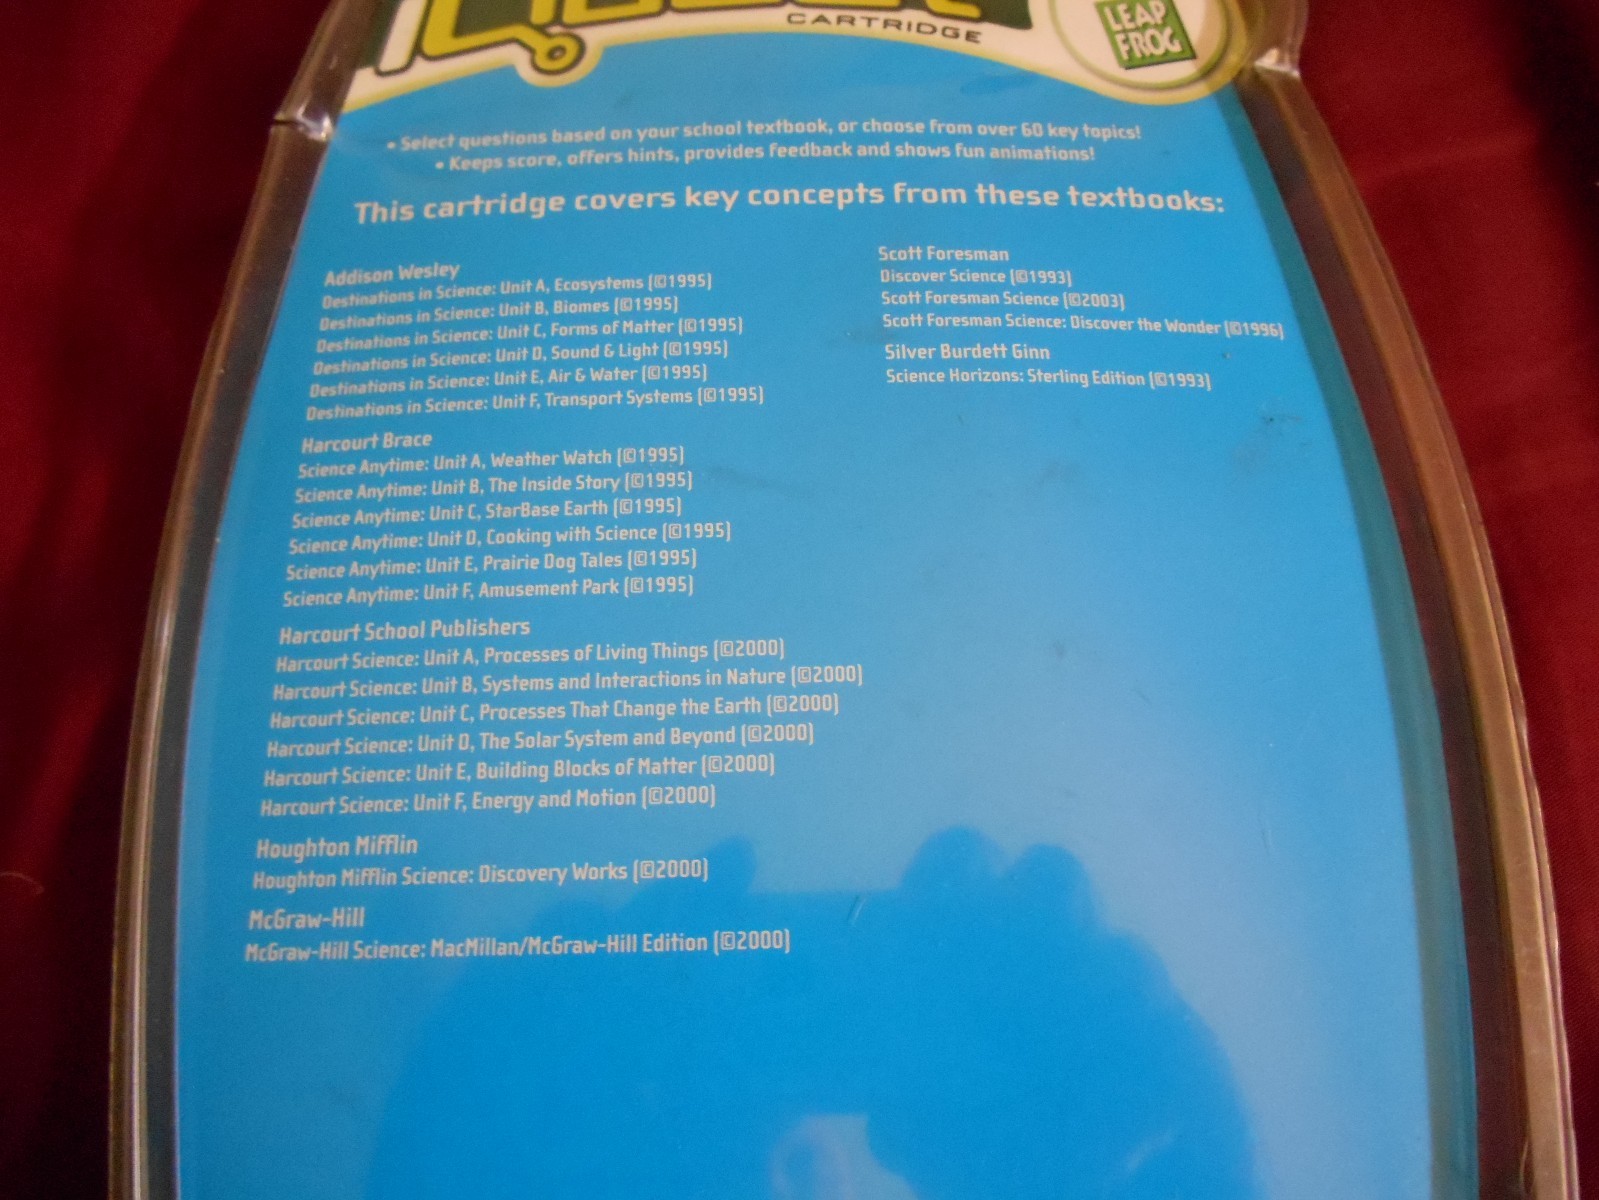 CARTRIDGE
LEAP
FROG
• Select questions based on your school textbook, or choose from over 60 key topics!
• Keeps score, offers hints, provides feedback and shows fun animations!
This cartridge covers key concepts from these textbooks:
Addison Wesley
Destinations in Science: Unit A, Ecosystems (©1995)
Destinations in Science: Unit B, Biomes (©1995)
Destinations in Science: Unit C, Forms of Matter (©1995)
Destinations in Science: Unit D, Sound & Light (©1995)
Destinations in Science: Unit E, Air & Water (©1995)
Destinations in Science: Unit F, Transport Systems (©1995)
Harcourt Brace
Science Anytime: Unit A, Weather Watch (©1995)
Science Anytime: Unit B, The Inside Story (©1995)
Science Anytime: Unit C, StarBase Earth (©1995)
Science Anytime: Unit D, Cooking with Science (©1995)
Science Anytime: Unit E, Prairie Dog Tales (©1995)
Science Anytime: Unit F, Amusement Park (©1995)
Harcourt School Publishers
Harcourt Science: Unit A, Processes of Living Things (©2000)
Harcourt Science: Unit B, Systems and Interactions in Nature (©2000)
Harcourt Science: Unit C, Processes That Change the Earth (©2000)
Harcourt Science: Unit D, The Solar System and Beyond (©2000)
Harcourt Science: Unit E, Building Blocks of Matter (©2000)
Harcourt Science: Unit F, Energy and Motion (©2000)
Houghton Mifflin
Houghton Mifflin Science: Discovery Works (©2000)
McGraw-Hill
McGraw-Hill Science: MacMillan/McGraw-Hill Edition (©2000)
Scott Foresman
Discover Science (©1993)
Scott Foresman Science (©2003)
Scott Foresman Science: Discover the Wonder (©1996)
Silver Burdett Ginn
Science Horizons: Sterling Edition (©1993)